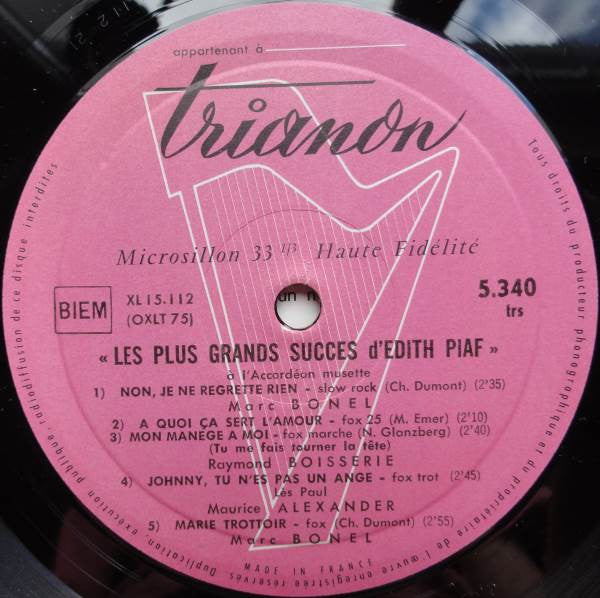 appartenant à
trianon
Microsillon 33 1/3 Haute Fidélité
BIEM
XL 15.112
(OXLT 75)
5.340
trs
« LES PLUS GRANDS SUCCES d'EDITH PIAF »
à l'Accordéon musette
1) NON, JE NE REGRETTE RIEN - slow rock (Ch. Dumont) (2'35)
Marc BONEL
2) A QUOI ÇA SERT L'AMOUR - fox 25 (M. Emer) (2'10)
3) MON MANEGE A MOI - fox marche (N. Glanzberg) (2'40)
(Tu me fais tourner la tête)
Raymond BOISSERIE
4) JOHNNY, TU N'ES PAS UN ANGE - fox trot (2'45)
Les Paul
Maurice ALEXANDER
5) MARIE TROTTOIR - fox (Ch. Dumont) (2'55)
Marc BONEL
MADE IN FRANCE
Tous droits du producteur phonographique et du propriétaire de l'œuvre enregistrée réservés. Duplication, exécution publique, radiodiffusion de ce disque interdites